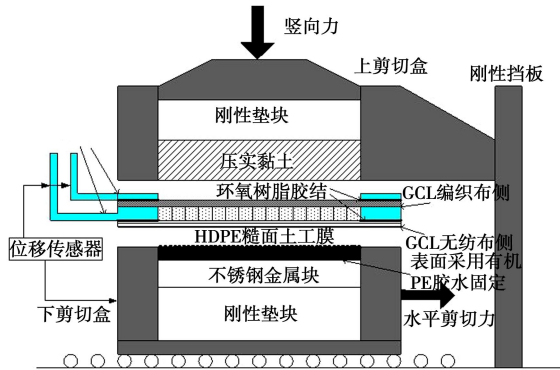 竖向力
上剪切盒
刚性挡板
刚性垫块
压实黏土
环氧树脂胶结
GCL编织布侧
HDPE糙面土工膜
GCL无纺布侧
位移传感器
表面采用有机
PE胶水固定
不锈钢金属块
下剪切盒
刚性垫块
水平剪切力